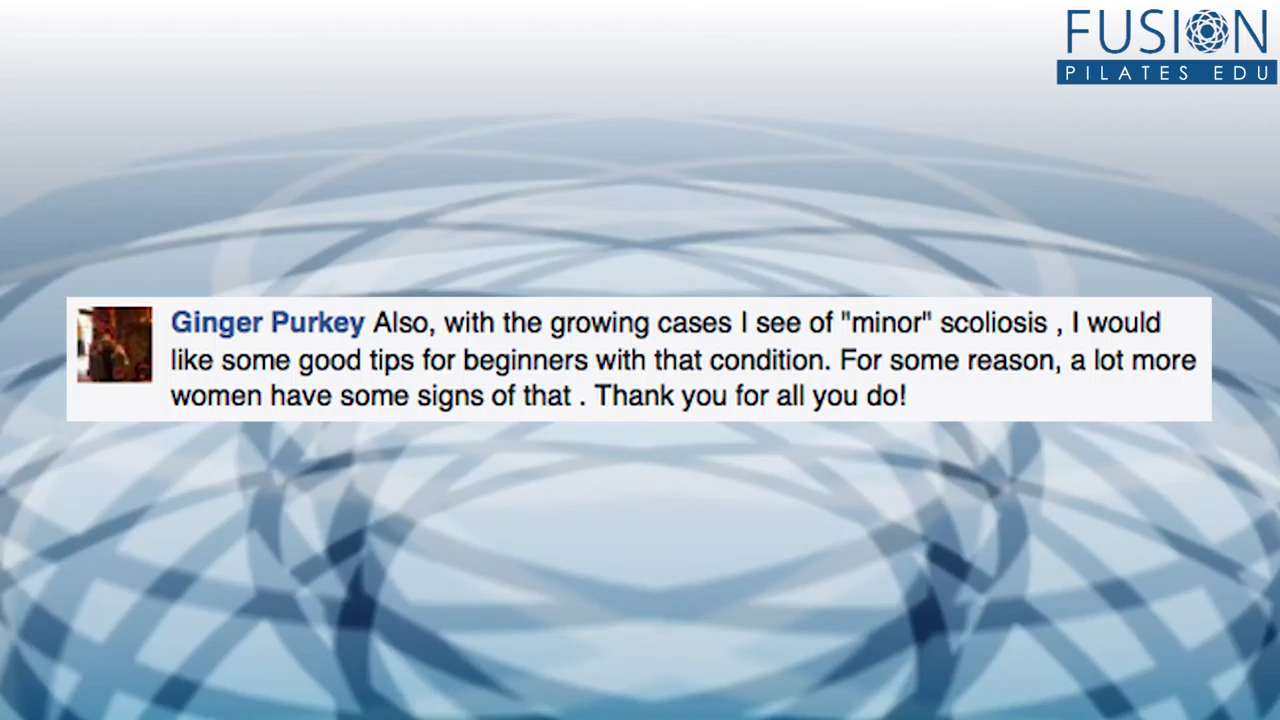 FUSION
PILATES EDU
Ginger Purkey Also, with the growing cases I see of "minor" scoliosis , I would
like some good tips for beginners with that condition. For some reason, a lot more
women have some signs of that . Thank you for all you do!